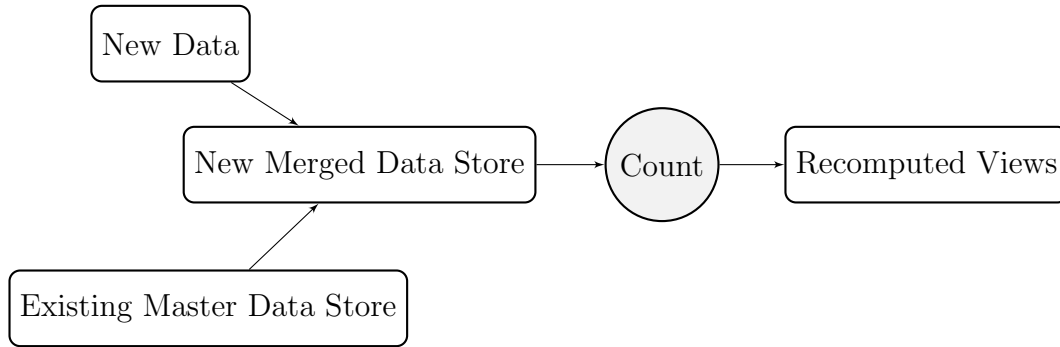 New Data
New Merged Data Store
Count
Recomputed Views
Existing Master Data Store